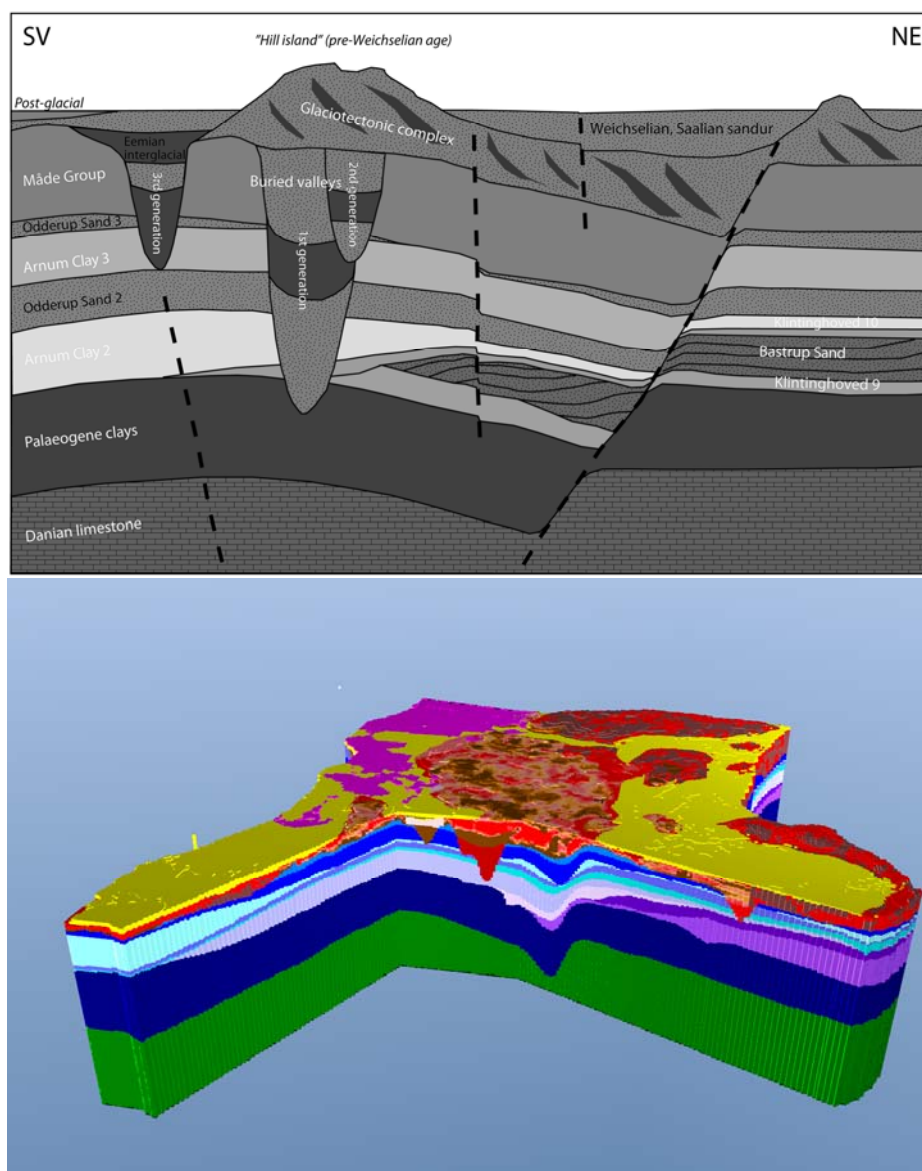 SV
"Hill island" (pre-Weichselian age)
NE
Post-glacial
Glaciotectonic complex
Weichselian, Saalian sandur
Eemian
interglacial
Måde Group
Buried valleys
3rd generation
2nd generation
1st generation
Odderup Sand 3
Arnum Clay 3
Odderup Sand 2
Klintinghoved 10
Arnum Clay 2
Bastrup Sand
Klintinghoved 9
Palaeogene clays
Danian limestone